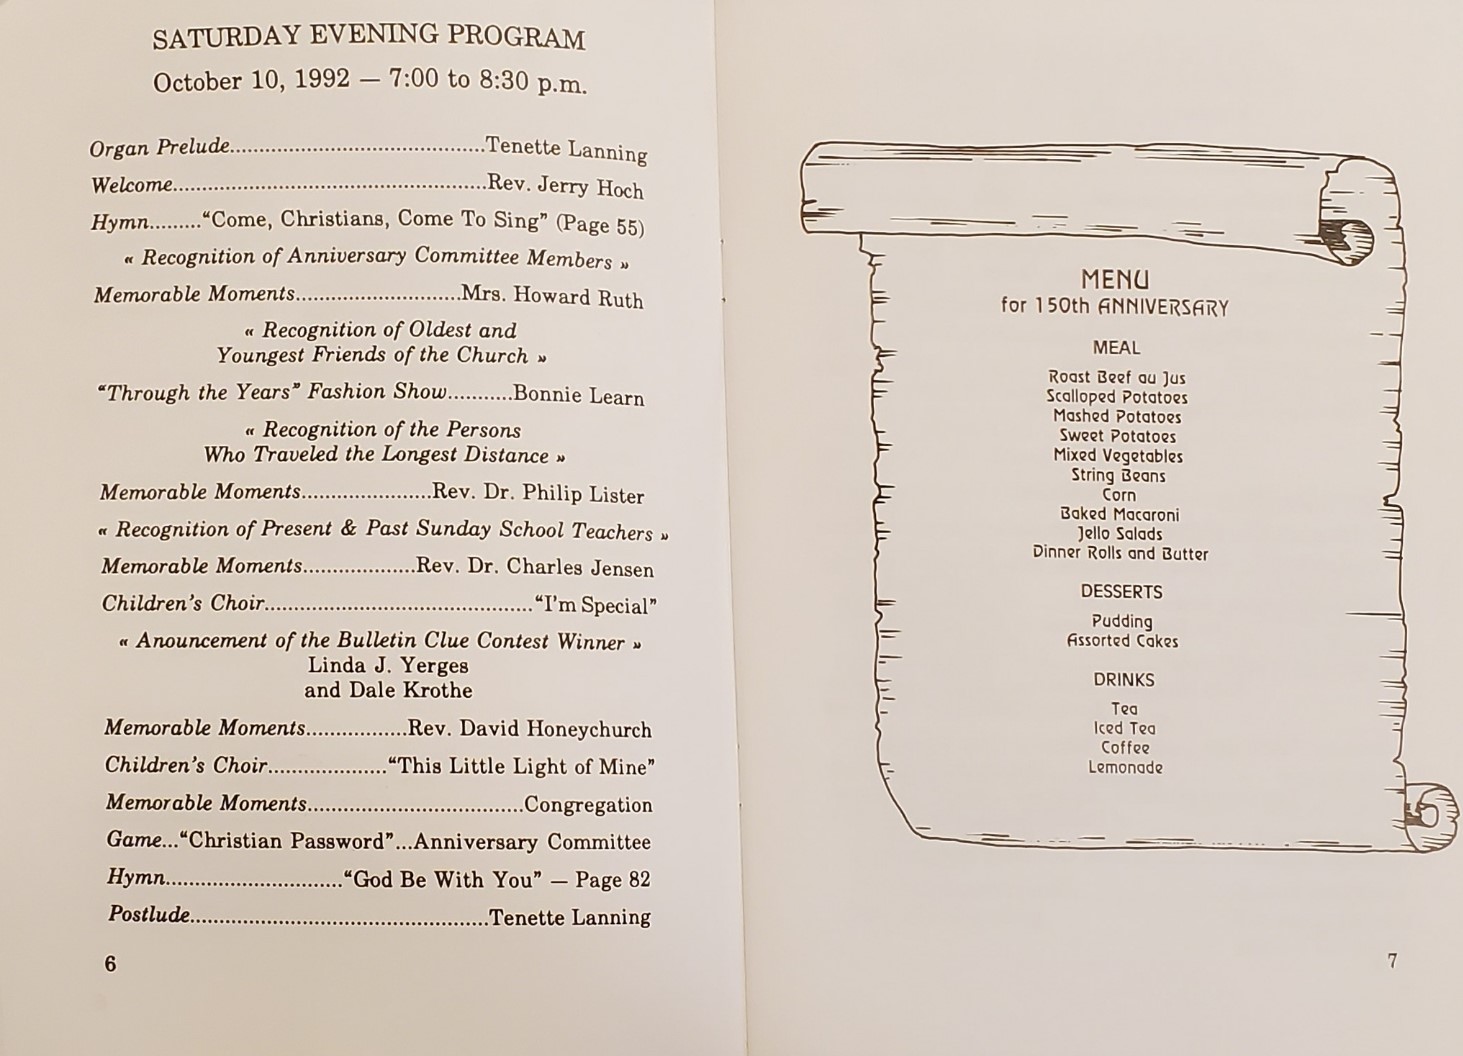 SATURDAY EVENING PROGRAM
October 10, 1992 — 7:00 to 8:30 p.m.
Organ Prelude............................................Tenette Lanning
Welcome......................................................Rev. Jerry Hoch
Hymn.........“Come, Christians, Come To Sing” (Page 55)
« Recognition of Anniversary Committee Members »
Memorable Moments............................Mrs. Howard Ruth
« Recognition of Oldest and
Youngest Friends of the Church »
“Through the Years” Fashion Show...........Bonnie Learn
« Recognition of the Persons
Who Traveled the Longest Distance »
Memorable Moments......................Rev. Dr. Philip Lister
« Recognition of Present & Past Sunday School Teachers »
Memorable Moments...................Rev. Dr. Charles Jensen
Children’s Choir..............................................“I’m Special”
« Anouncement of the Bulletin Clue Contest Winner »
Linda J. Yerges
and Dale Krothe
Memorable Moments.................Rev. David Honeychurch
Children’s Choir....................“This Little Light of Mine”
Memorable Moments.....................................Congregation
Game...“Christian Password”...Anniversary Committee
Hymn..............................“God Be With You” — Page 82
Postlude...................................................Tenette Lanning
6
MENU
for 150th ANNIVERSARY
MEAL
Roast Beef au Jus
Scalloped Potatoes
Mashed Potatoes
Sweet Potatoes
Mixed Vegetables
String Beans
Corn
Baked Macaroni
Jello Salads
Dinner Rolls and Butter
DESSERTS
Pudding
Assorted Cakes
DRINKS
Tea
Iced Tea
Coffee
Lemonade
7